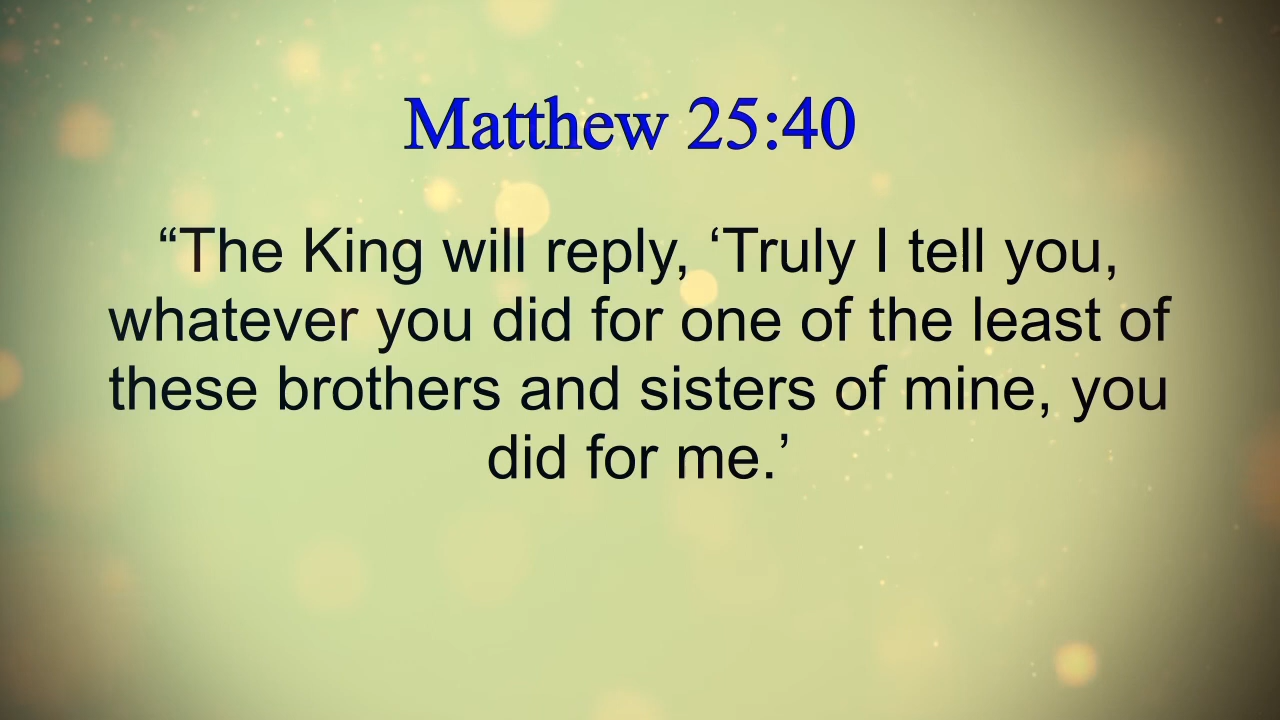 Matthew 25:40
“The King will reply, ‘Truly I tell you,
whatever you did for one of the least of
these brothers and sisters of mine, you
did for me.’